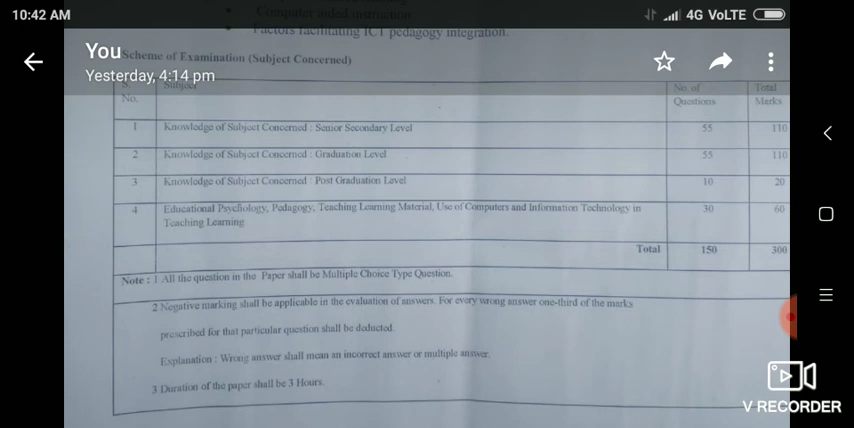 10:42 AM 4G VoLTE
Computer aided instruction
Factors facilitating ICT pedagogy integration.
You
Yesterday, 4:14 pm
Scheme of Examination (Subject Concerned)
S. No. Subject No. of Questions Total Marks
1 Knowledge of Subject Concerned : Senior Secondary Level 55 110
2 Knowledge of Subject Concerned : Graduation Level 55 110
3 Knowledge of Subject Concerned : Post Graduation Level 10 20
4 Educational Psychology, Pedagogy, Teaching Learning Material, Use of Computers and Information Technology in 30 60
Teaching Learning
Total 150 300
Note : 1 All the question in the Paper shall be Multiple Choice Type Question.
2 Negative marking shall be applicable in the evaluation of answers. For every wrong answer one-third of the marks
prescribed for that particular question shall be deducted.
Explanation : Wrong answer shall mean an incorrect answer or multiple answer.
3 Duration of the paper shall be 3 Hours.
V RECORDER